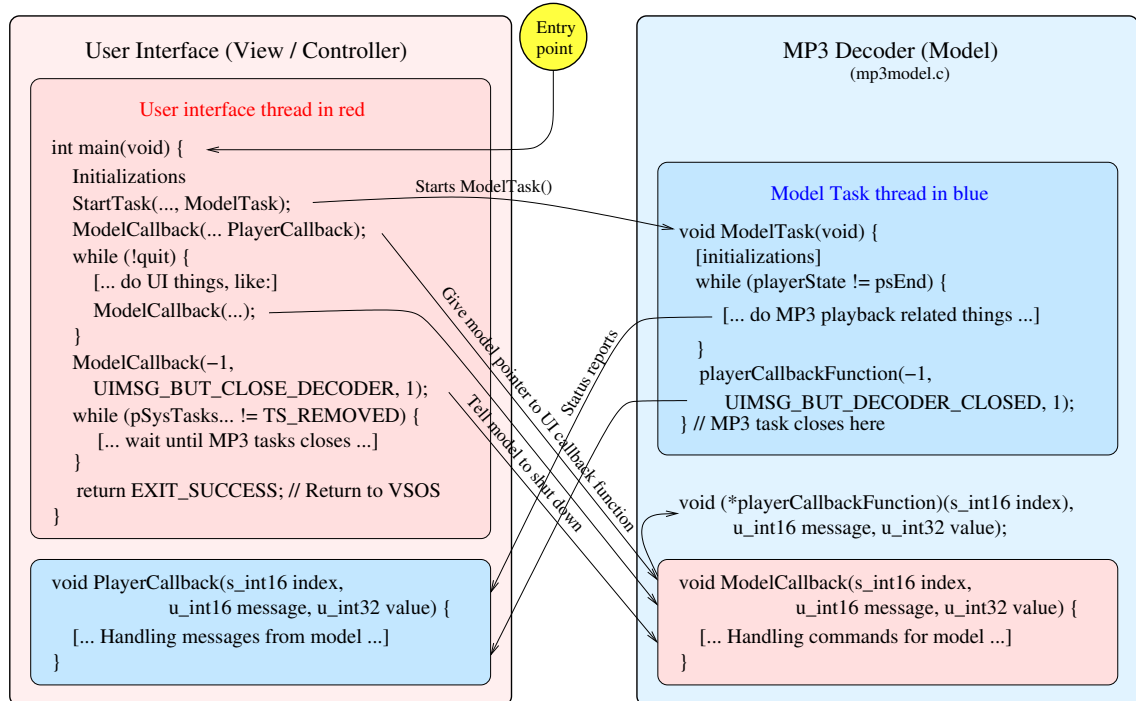 Entry
point
User Interface (View / Controller)
User interface thread in red
int main(void) {
Initializations
StartTask(..., ModelTask);
ModelCallback(... PlayerCallback);
while (!quit) {
[... do UI things, like:]
ModelCallback(...);
}
ModelCallback(−1,
UIMSG_BUT_CLOSE_DECODER, 1);
while (pSysTasks... != TS_REMOVED) {
[... wait until MP3 tasks closes ...]
}
return EXIT_SUCCESS; // Return to VSOS
}
void PlayerCallback(s_int16 index,
u_int16 message, u_int32 value) {
[... Handling messages from model ...]
}
Starts ModelTask()
Give model pointer to UI callback function
Tell model to shut down
Status reports
MP3 Decoder (Model)
(mp3model.c)
Model Task thread in blue
void ModelTask(void) {
[initializations]
while (playerState != psEnd) {
[... do MP3 playback related things ...]
}
playerCallbackFunction(−1,
UIMSG_BUT_DECODER_CLOSED, 1);
} // MP3 task closes here
void (*playerCallbackFunction)(s_int16 index),
u_int16 message, u_int32 value);
void ModelCallback(s_int16 index,
u_int16 message, u_int32 value) {
[... Handling commands for model ...]
}